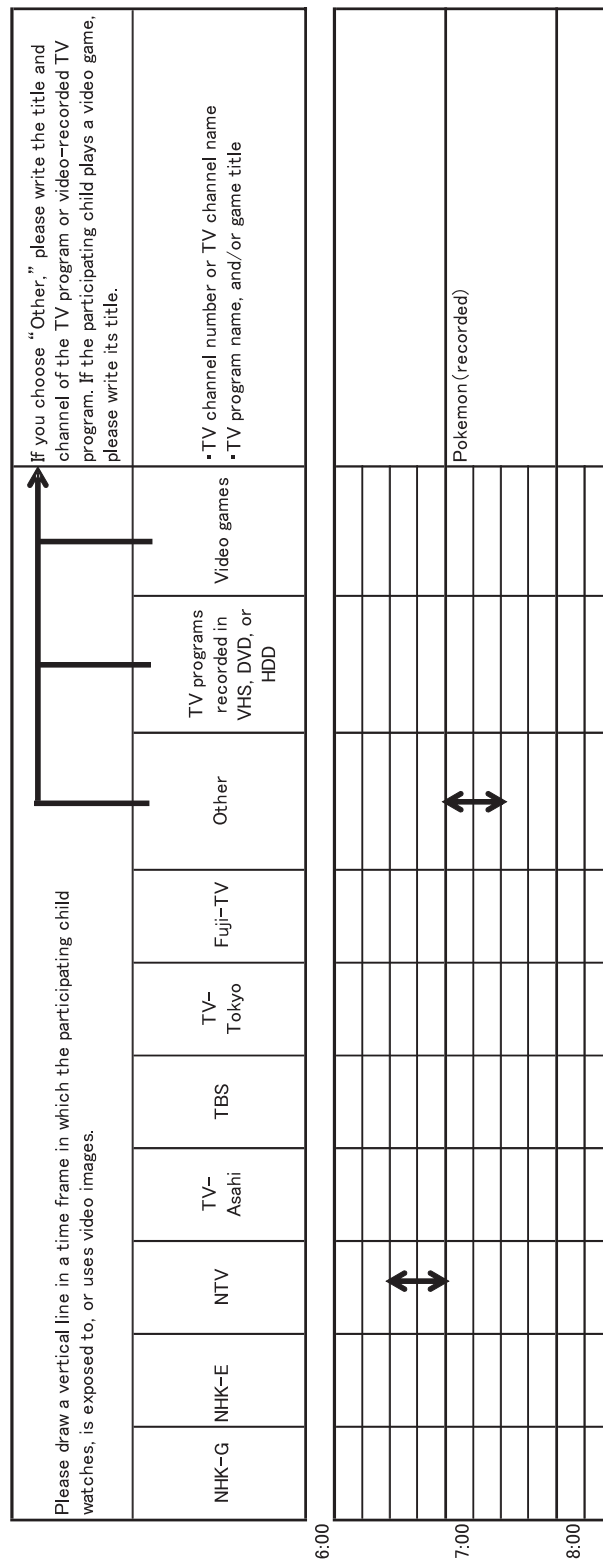 Please draw a vertical line in a time frame in which the participating child
watches, is exposed to, or uses video images.
If you choose “Other,” please write the title and
channel of the TV program or video-recorded TV
program. If the participating child plays a video game,
please write its title.
NHK-G
NHK-E
NTV
TV-
Asahi
TBS
TV-
Tokyo
Fuji-TV
Other
TV programs
recorded in
VHS, DVD, or
HDD
Video games
・TV channel number or TV channel name
・TV program name, and/or game title
6:00
7:00
Pokemon(recorded)
8:00